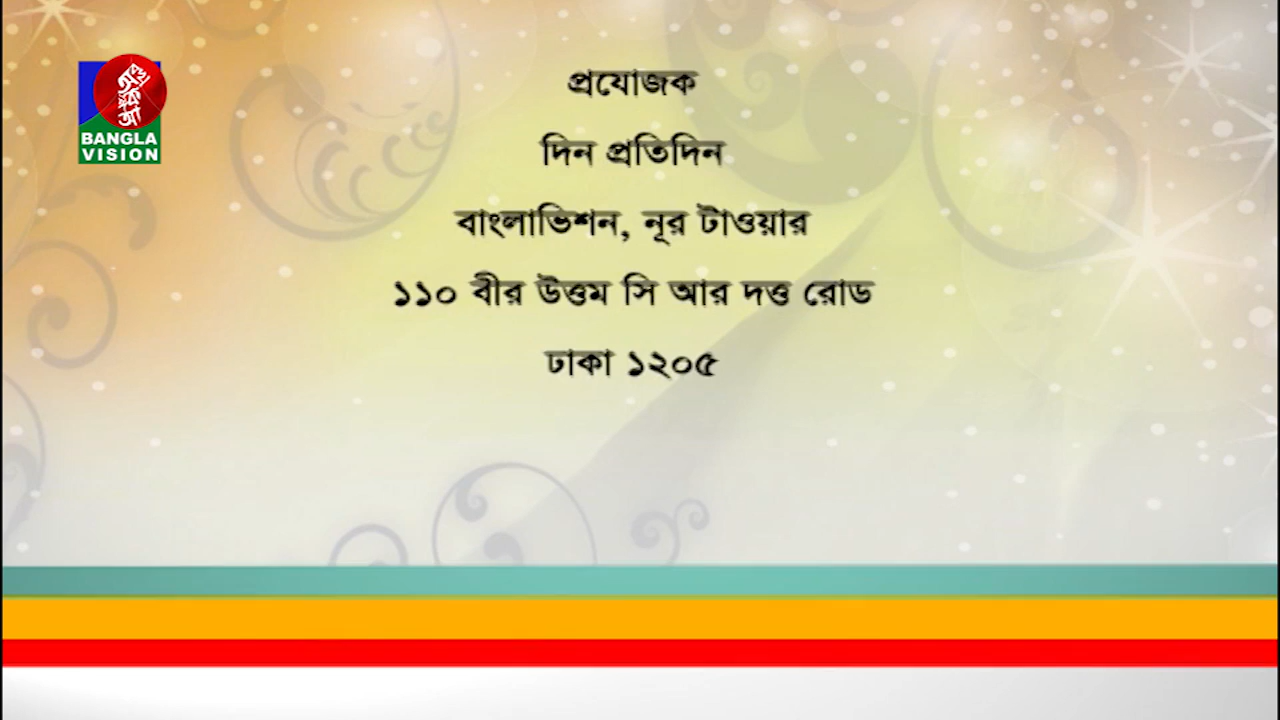 BANGLA
VISION
প্রযোজক
দিন প্রতিদিন
বাংলাভিশন, নূর টাওয়ার
১১০ বীর উত্তম সি আর দত্ত রোড
ঢাকা ১২০৫